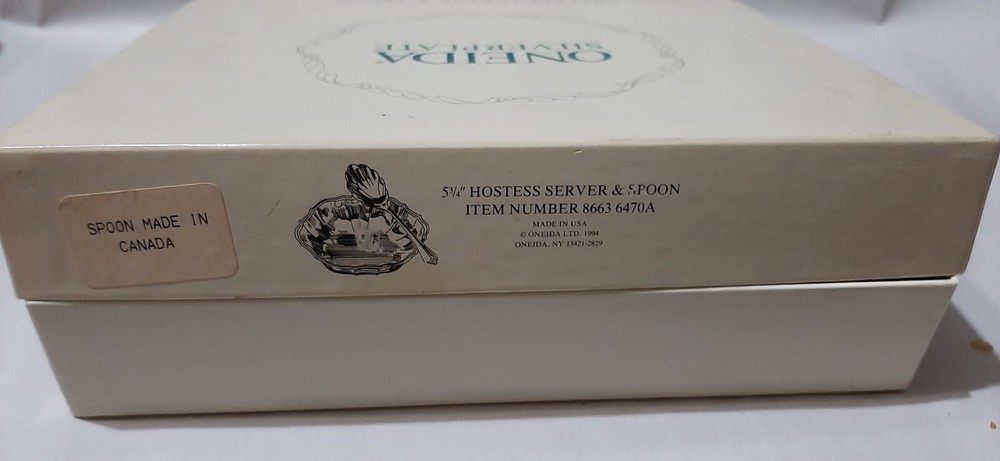 ONEIDA
SILVERPLATE
5¾" HOSTESS SERVER & SPOON
ITEM NUMBER 8663 6470A
MADE IN USA
© ONEIDA LTD. 1994
ONEIDA, NY 13421-2829
SPOON MADE IN
CANADA